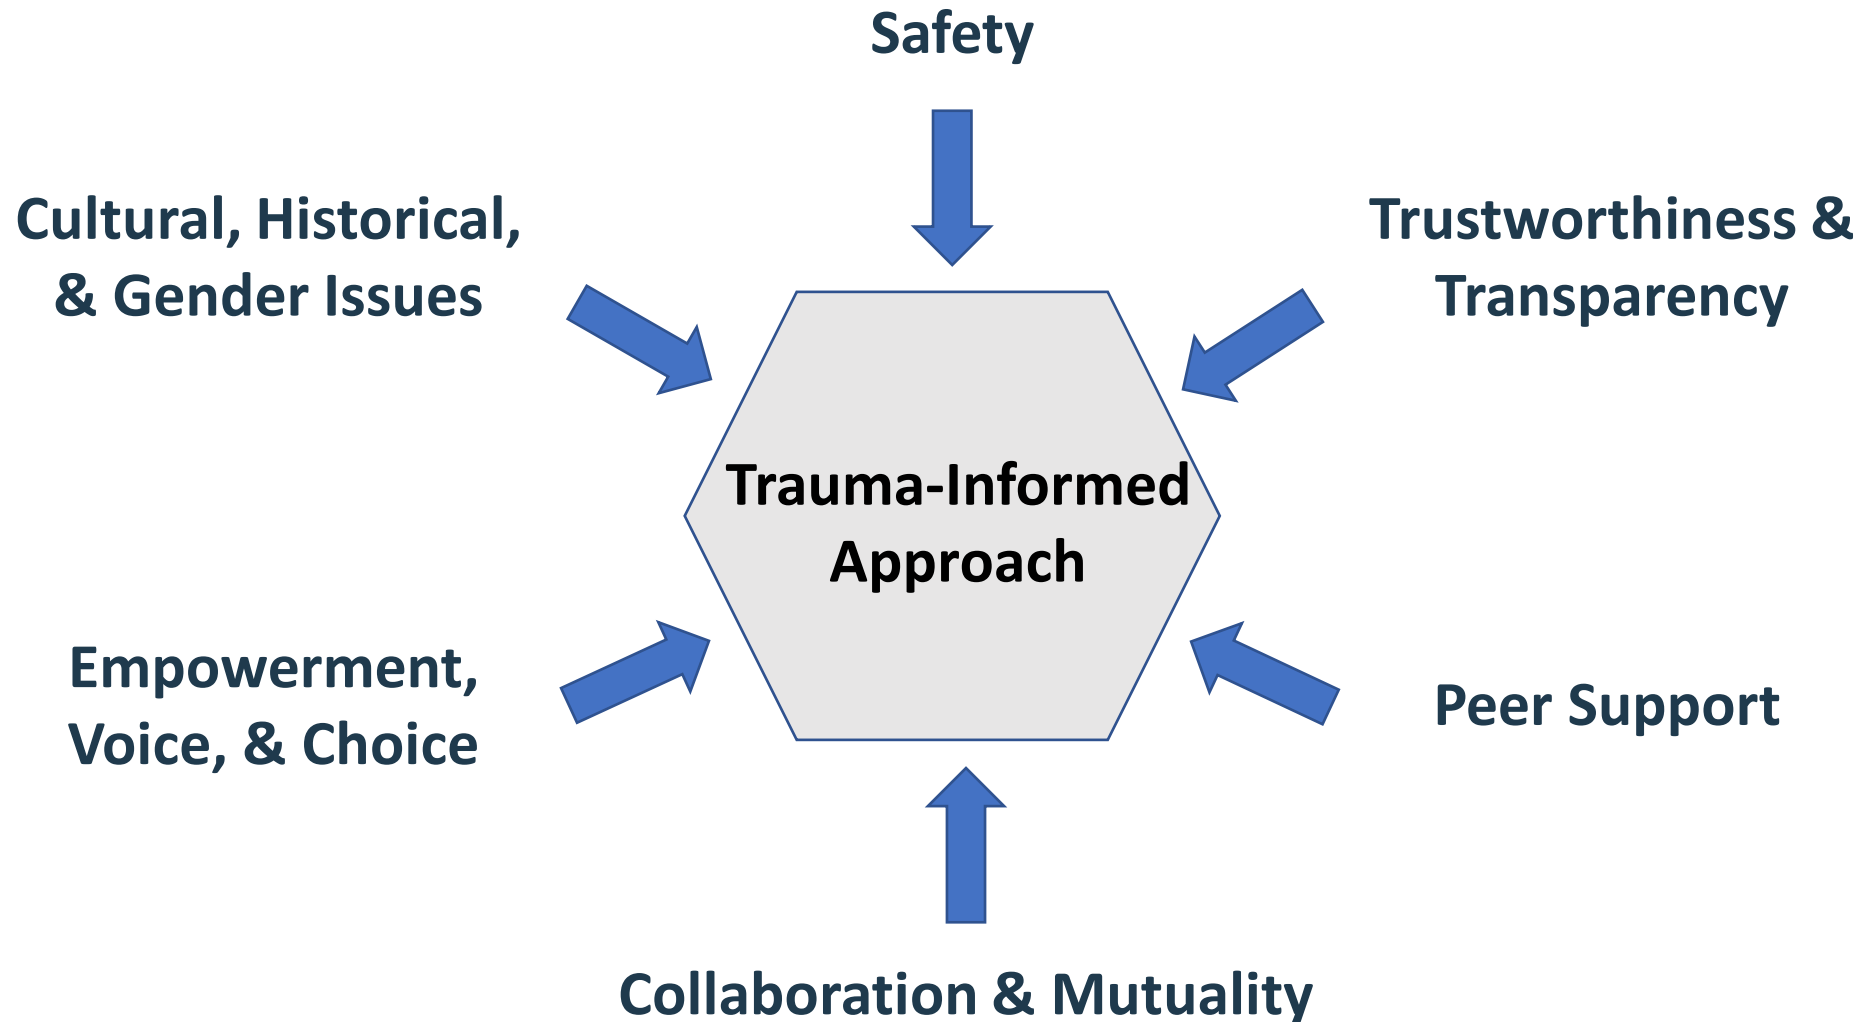 Safety
Cultural, Historical,
& Gender Issues
Trustworthiness &
Transparency
Trauma-Informed
Approach
Empowerment,
Voice, & Choice
Peer Support
Collaboration & Mutuality